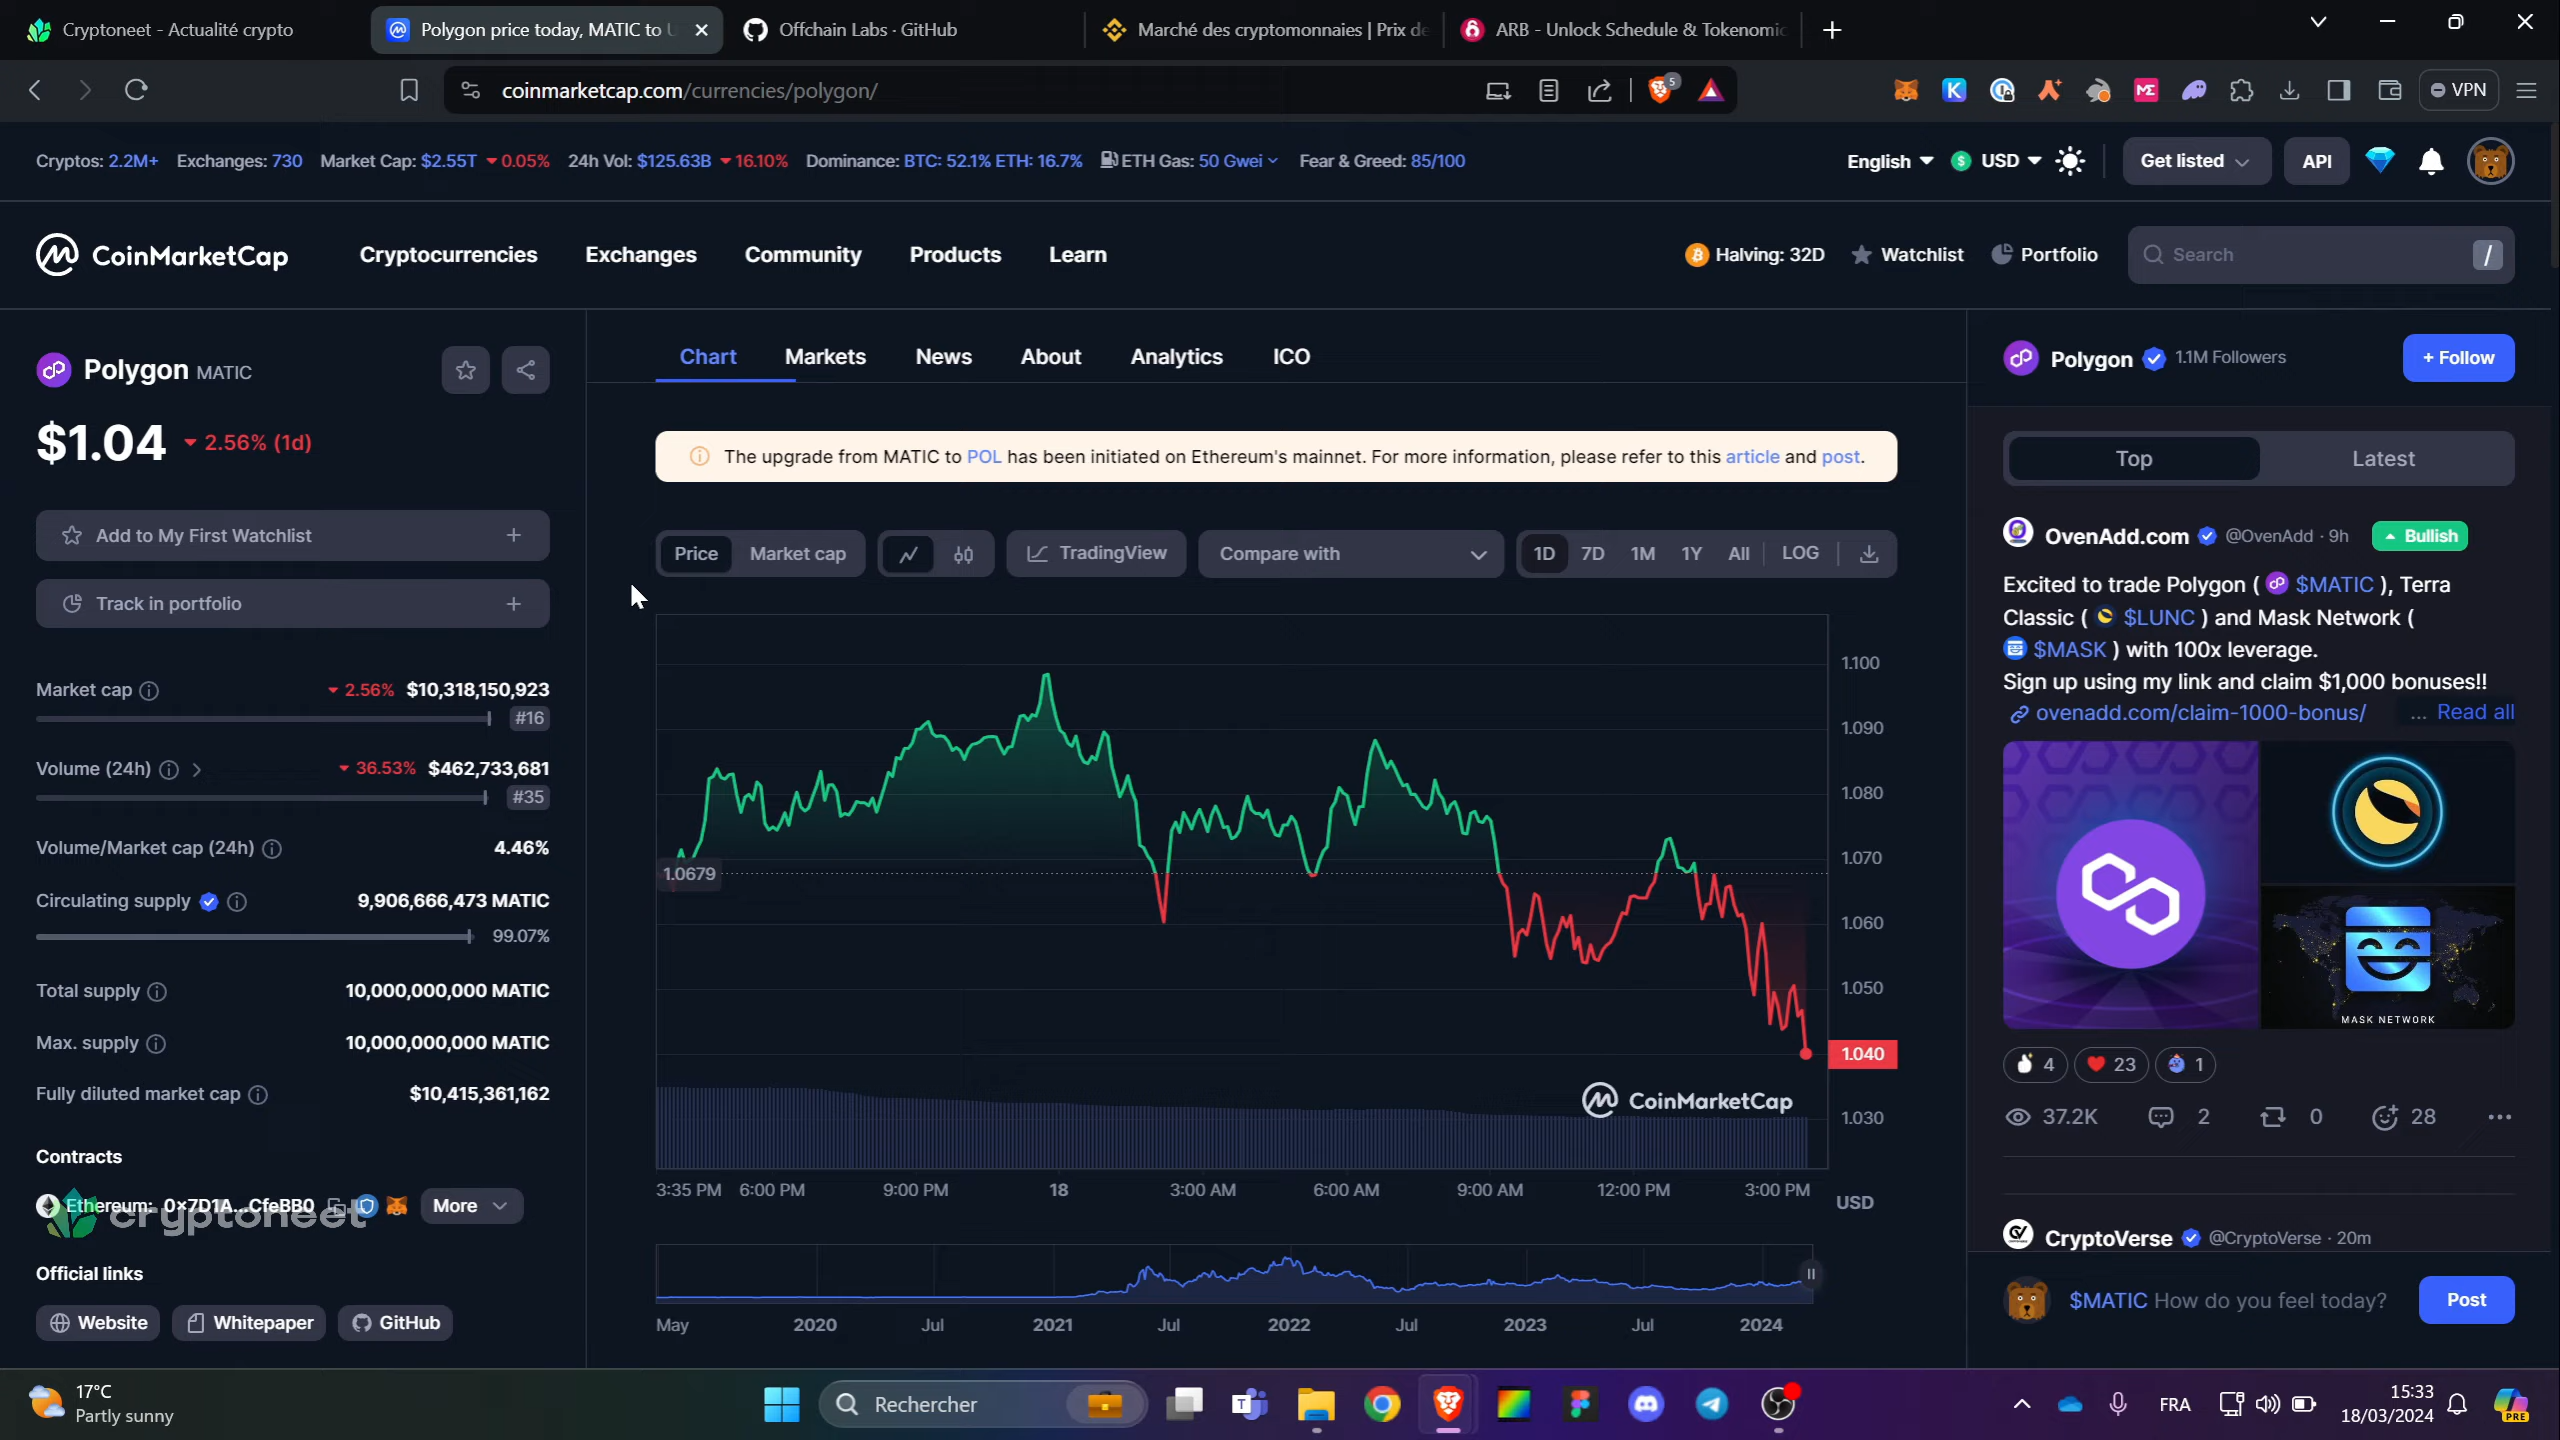 Cryptoneet - Actualité crypto
Polygon price today, MATIC to U
Offchain Labs · GitHub
Marché des cryptomonnaies | Prix de
ARB - Unlock Schedule & Tokenomic
coinmarketcap.com/currencies/polygon/
5
VPN
Cryptos: 2.2M+ Exchanges: 730 Market Cap: $2.55T 0.05% 24h Vol: $125.63B 16.10% Dominance: BTC: 52.1% ETH: 16.7% ETH Gas: 50 Gwei Fear & Greed: 85/100
English USD Get listed API
CoinMarketCap
Cryptocurrencies Exchanges Community Products Learn
Halving: 32D Watchlist Portfolio Search /
Polygon MATIC
$1.04 2.56% (1d)
Add to My First Watchlist +
Track in portfolio +
Market cap 2.56% $10,318,150,923
#16
Volume (24h) 36.53% $462,733,681
#35
Volume/Market cap (24h) 4.46%
Circulating supply 9,906,666,473 MATIC
99.07%
Total supply 10,000,000,000 MATIC
Max. supply 10,000,000,000 MATIC
Fully diluted market cap $10,415,361,162
Contracts
Ethereum: 0x7D1A...CfeBB0 More
cryptoneet
Official links
Website Whitepaper GitHub
Chart Markets News About Analytics ICO
The upgrade from MATIC to POL has been initiated on Ethereum's mainnet. For more information, please refer to this article and post.
Price Market cap TradingView Compare with 1D 7D 1M 1Y All LOG
1.100
1.090
1.080
1.070
1.0679
1.060
1.050
1.040
1.030
CoinMarketCap
3:35 PM 6:00 PM 9:00 PM 18 3:00 AM 6:00 AM 9:00 AM 12:00 PM 3:00 PM USD
May 2020 Jul 2021 Jul 2022 Jul 2023 Jul 2024
Polygon 1.1M Followers + Follow
Top Latest
OvenAdd.com @OvenAdd · 9h Bullish
Excited to trade Polygon ( $MATIC ), Terra
Classic ( $LUNC ) and Mask Network (
$MASK ) with 100x leverage.
Sign up using my link and claim $1,000 bonuses!!
ovenadd.com/claim-1000-bonus/ ... Read all
MASK NETWORK
4 23 1
37.2K 2 0 28
CryptoVerse @CryptoVerse · 20m
$MATIC How do you feel today? Post
17°C
Partly sunny
Rechercher
FRA
15:33
18/03/2024
PRE